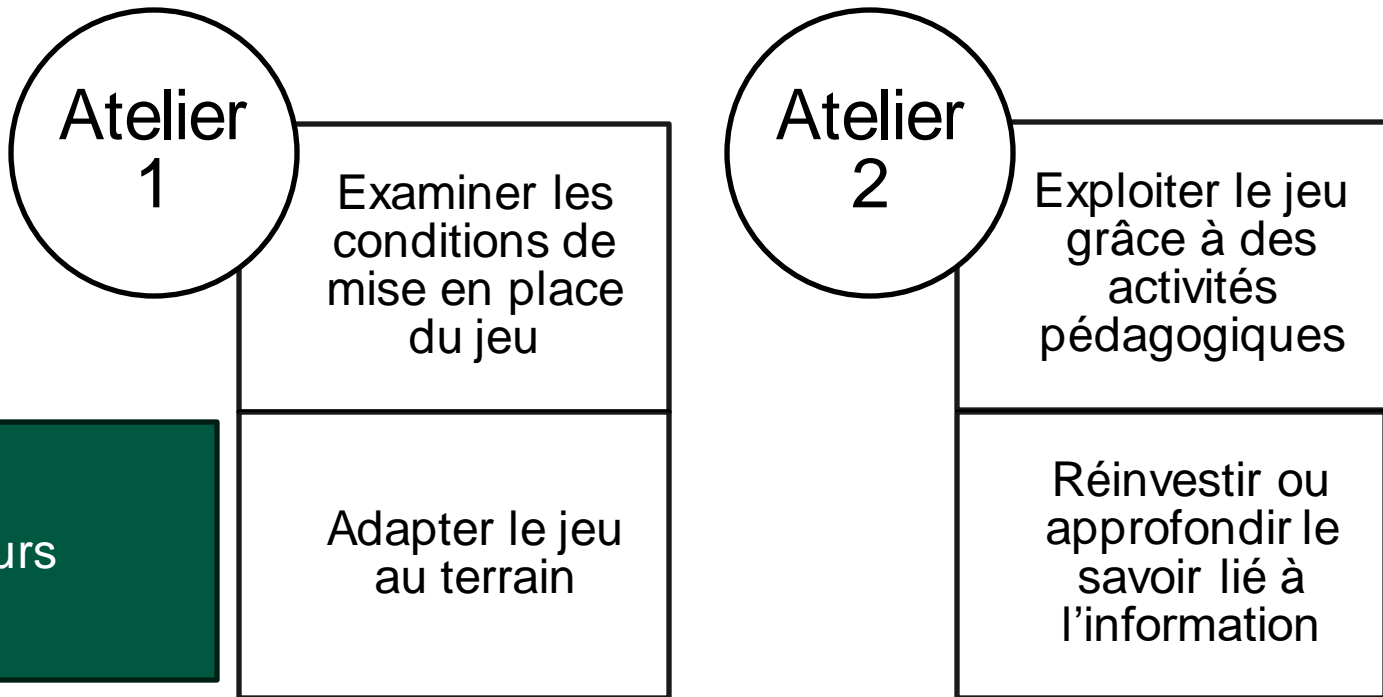 Atelier
1
Examiner les
conditions de
mise en place
du jeu
Adapter le jeu
au terrain
Atelier
2
Exploiter le jeu
grâce à des
activités
pédagogiques
Réinvestir ou
approfondir le
savoir lié à
l'information
urs